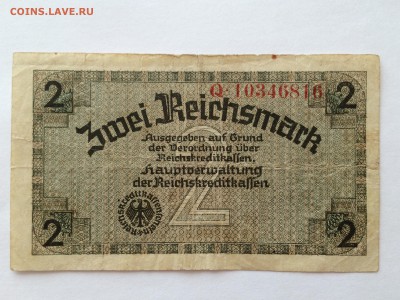 COINS.LAVE.RU
Q·10346816
2 2
Zwei Reichsmark
Ausgegeben auf Grund
der Verordnung über
Reichskreditkassen.
Hauptverwaltung
der Reichskreditkassen
2
2 2